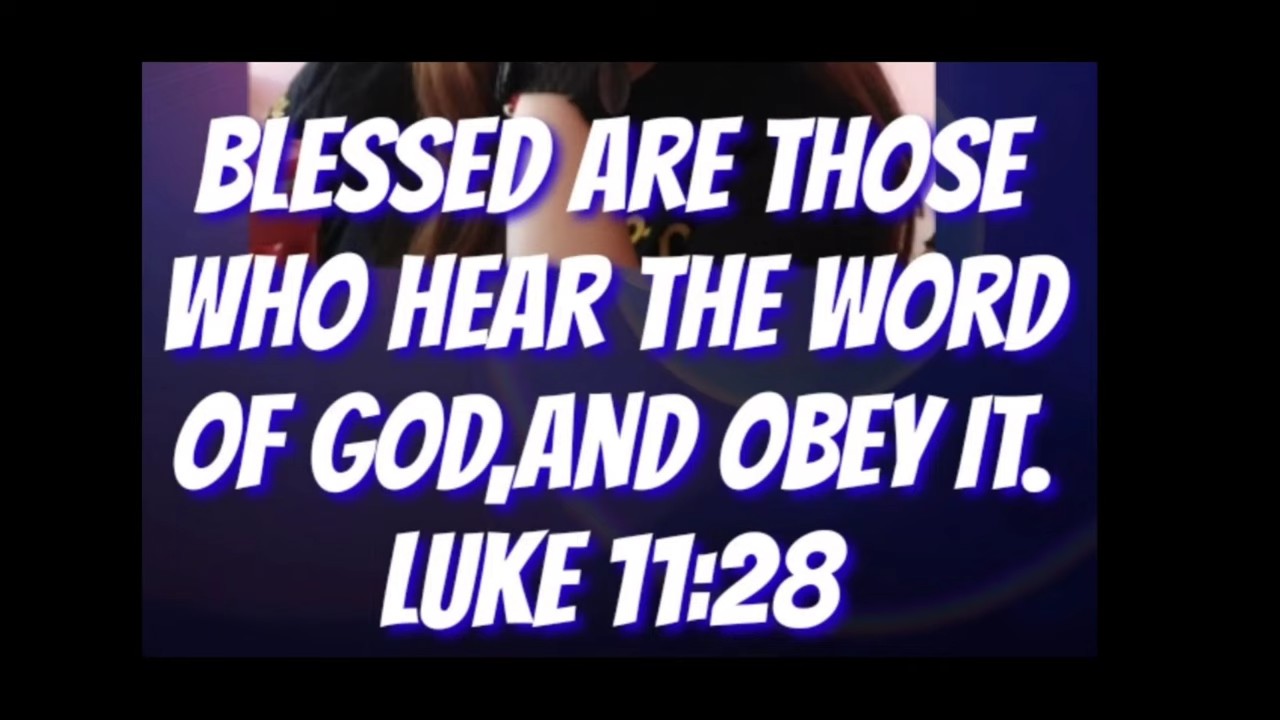 BLESSED ARE THOSE
WHO HEAR THE WORD
OF GOD,AND OBEY IT.
LUKE 11:28